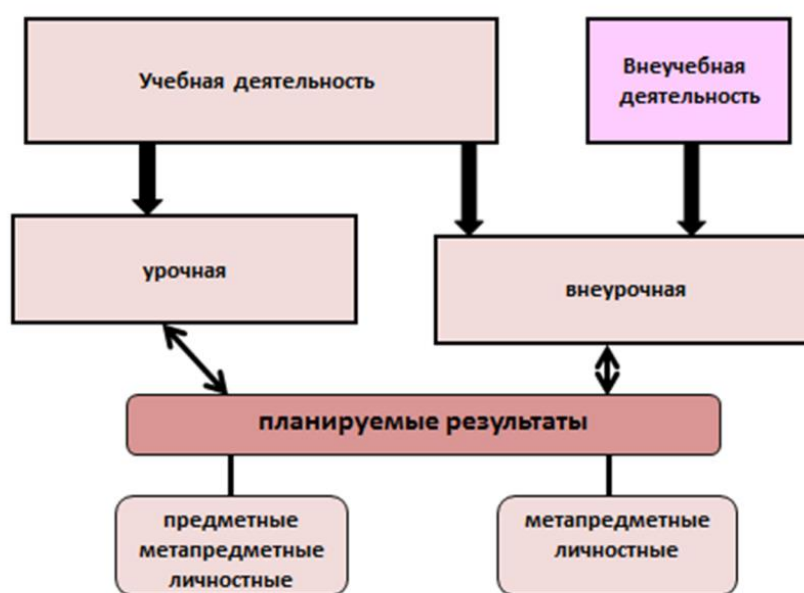 Учебная деятельность
Внеучебная
деятельность
урочная
внеурочная
планируемые результаты
предметные
метапредметные
личностные
метапредметные
личностные